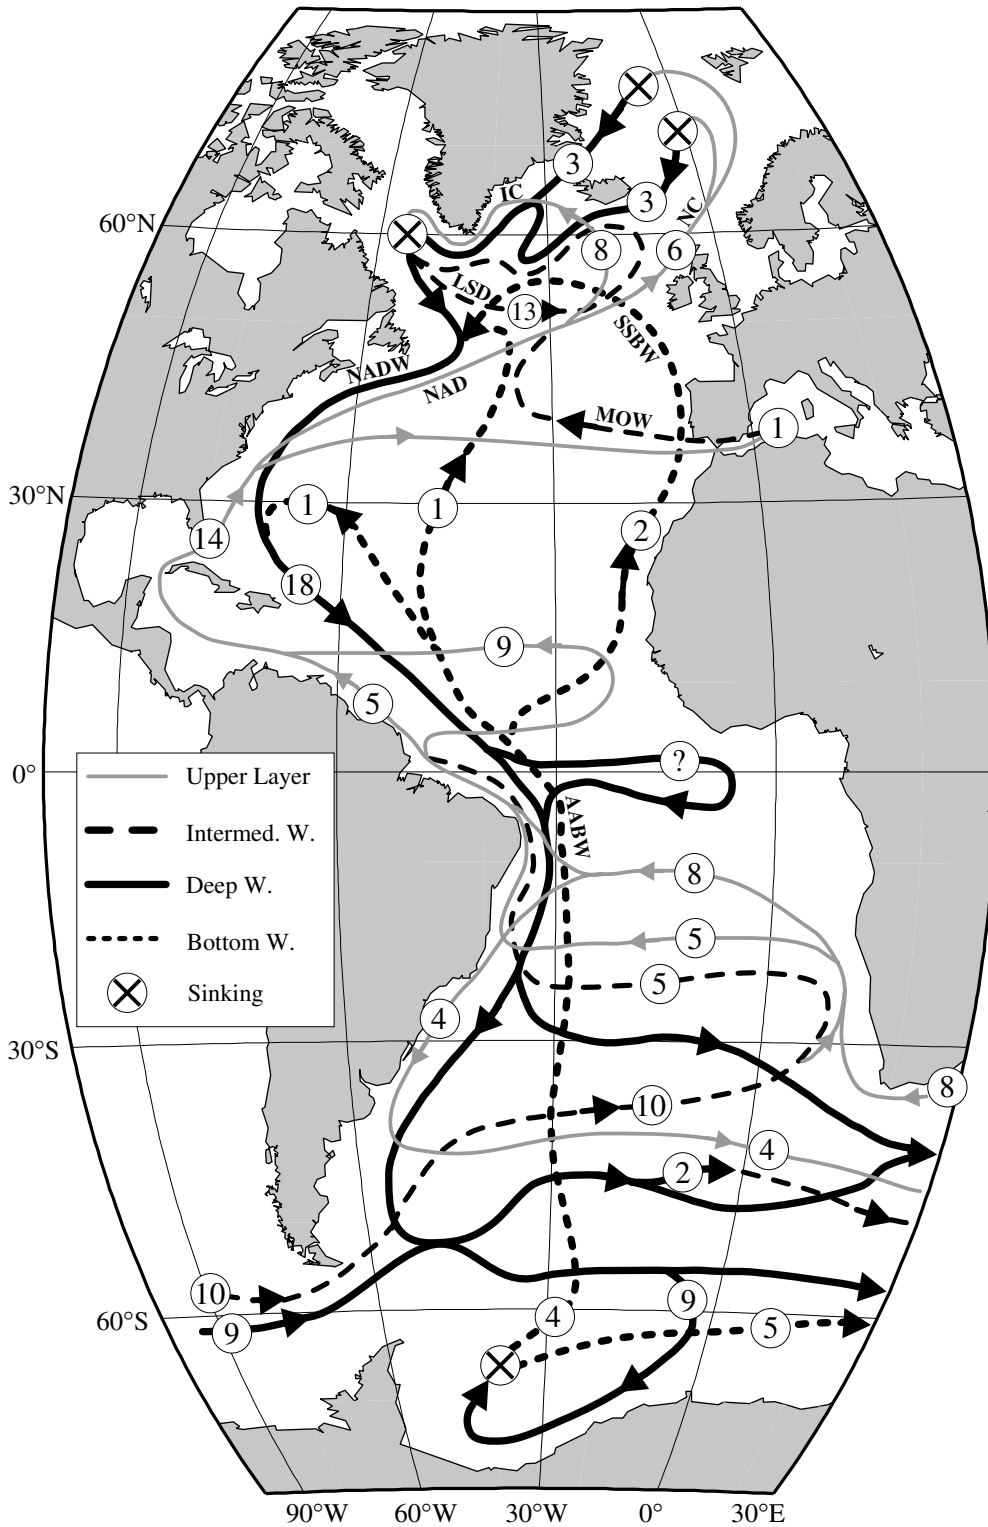 3
IC
3
NC
60°N
8
6
LSD
13
SSBW
NADW
NAD
MOW
1
30°N
1
1
2
14
18
9
5
?
0°
Upper Layer
Intermed. W.
Deep W.
Bottom W.
Sinking
AABW
8
5
5
4
30°S
8
10
4
2
10
9
9
60°S
4
5
90°W
60°W
30°W
0°
30°E